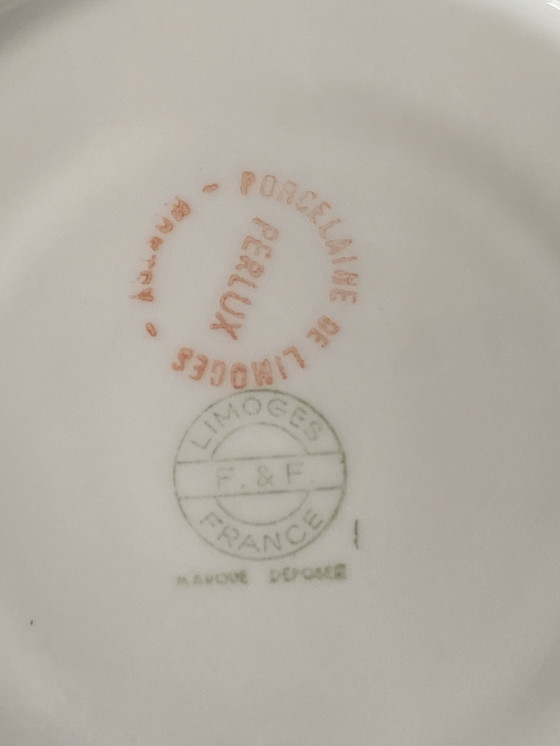 PORCELAINE DE LIMOGES -
PERLUX
LIMOGES
F. & F.
FRANCE
MARQUE DÉPOSÉE